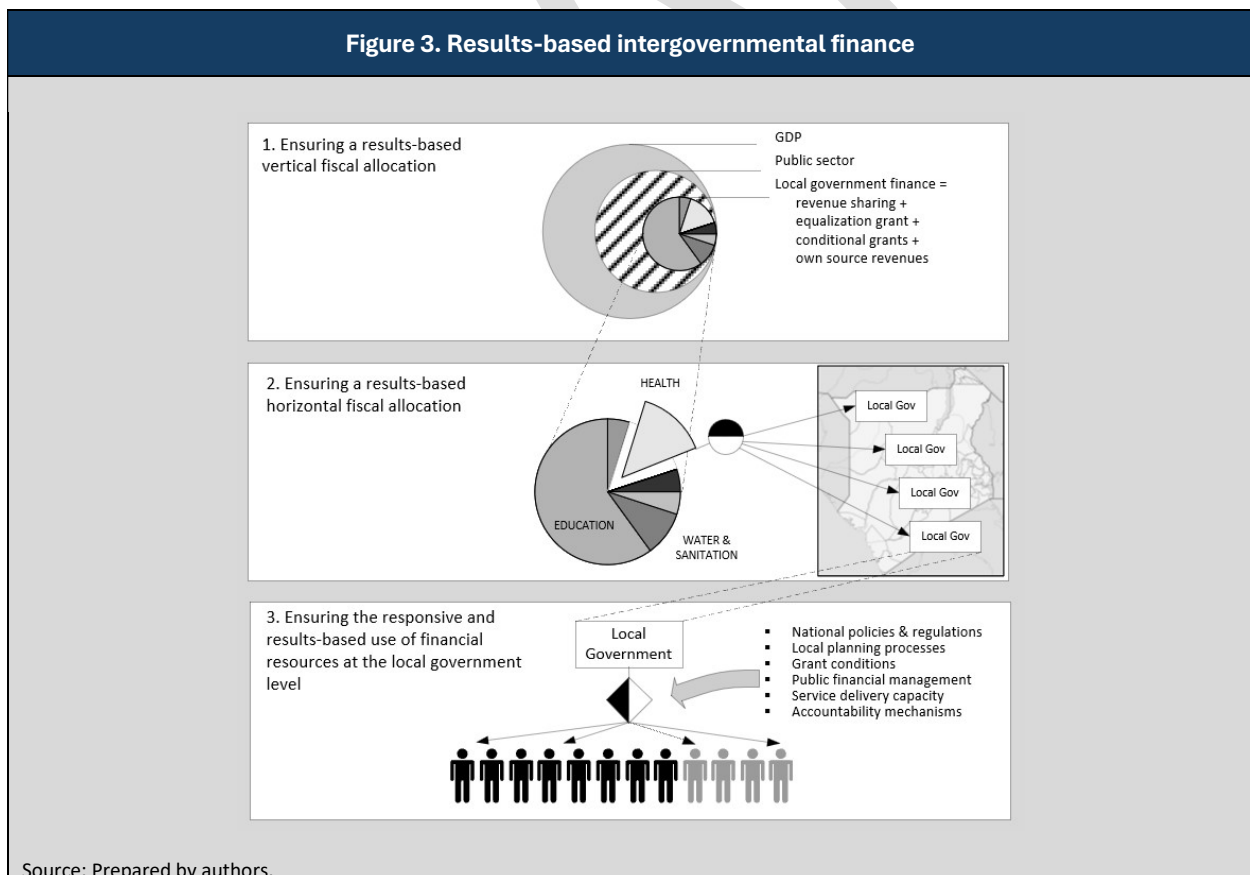 Figure 3. Results-based intergovernmental finance
1. Ensuring a results-based
vertical fiscal allocation
GDP
Public sector
Local government finance =
revenue sharing +
equalization grant +
conditional grants +
own source revenues
2. Ensuring a results-based
horizontal fiscal allocation
HEALTH
EDUCATION
WATER &
SANITATION
Local Gov
Local Gov
Local Gov
Local Gov
3. Ensuring the responsive and
results-based use of financial
resources at the local government
level
Local
Government
▪ National policies & regulations
▪ Local planning processes
▪ Grant conditions
▪ Public financial management
▪ Service delivery capacity
▪ Accountability mechanisms
Source: Prepared by authors.